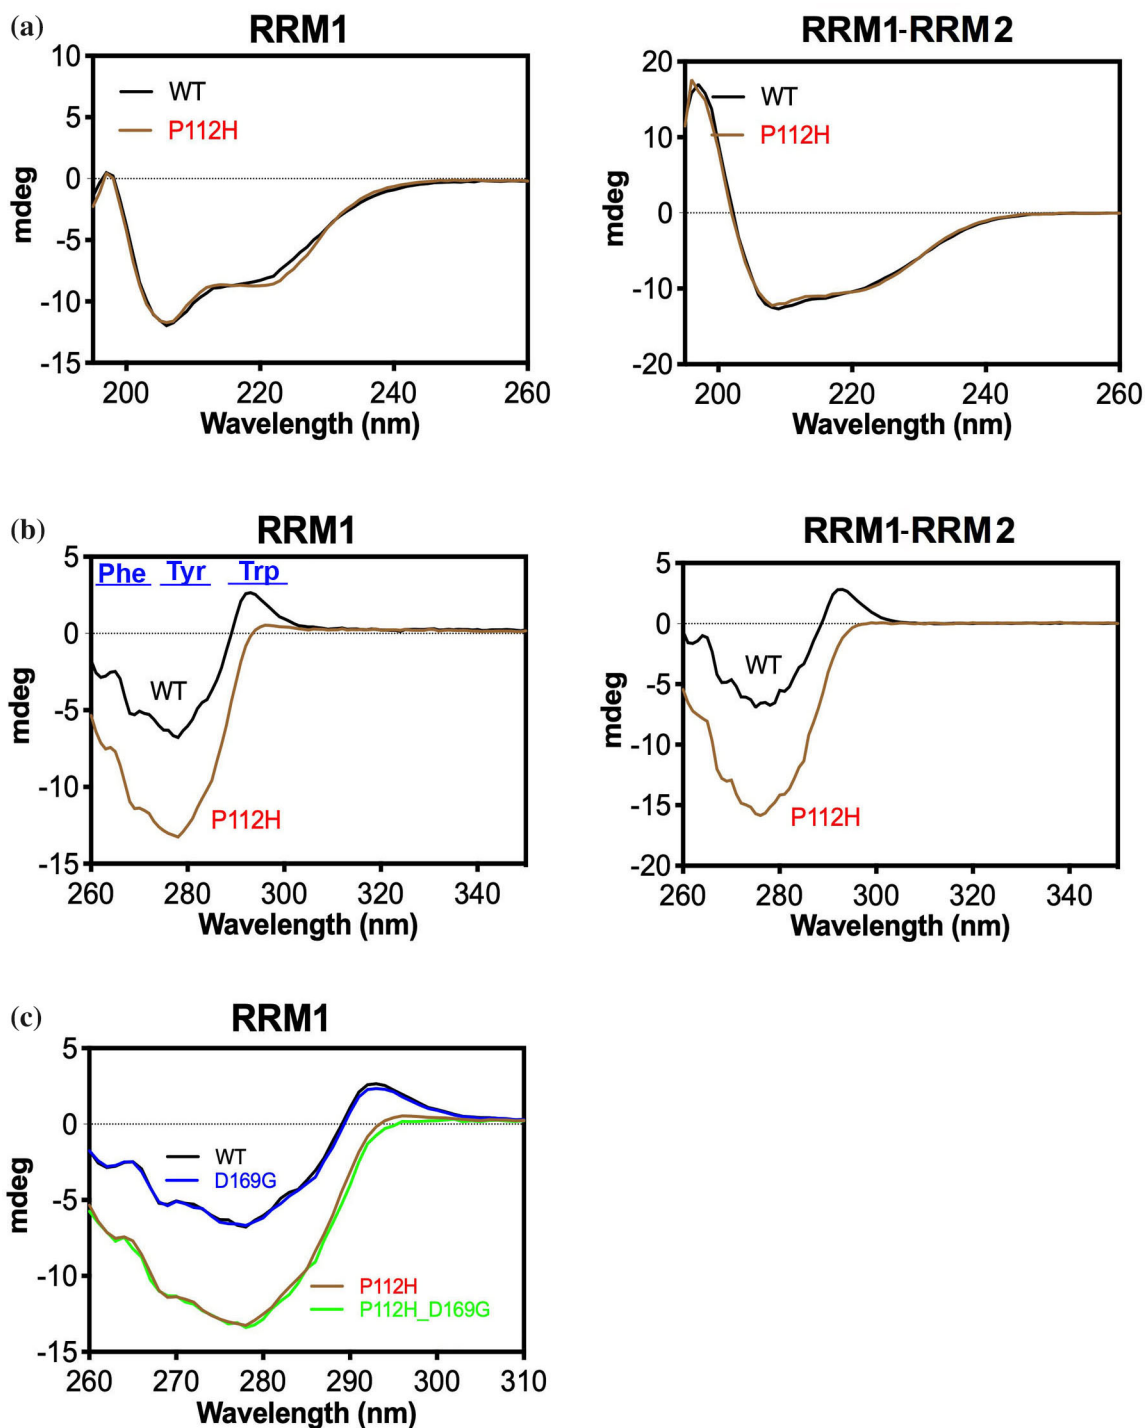 (a)
RRM1
10
5
0
-5
-10
-15
mdeg
WT
P112H
200 220 240 260
Wavelength (nm)
RRM1-RRM2
20
10
0
-10
-20
mdeg
WT
P112H
200 220 240 260
Wavelength (nm)
(b)
RRM1
5
0
-5
-10
-15
mdeg
Phe Tyr Trp
WT
P112H
260 280 300 320 340
Wavelength (nm)
RRM1-RRM2
5
0
-5
-10
-15
-20
mdeg
WT
P112H
260 280 300 320 340
Wavelength (nm)
(c)
RRM1
5
0
-5
-10
-15
mdeg
WT
D169G
P112H
P112H_D169G
260 270 280 290 300 310
Wavelength (nm)